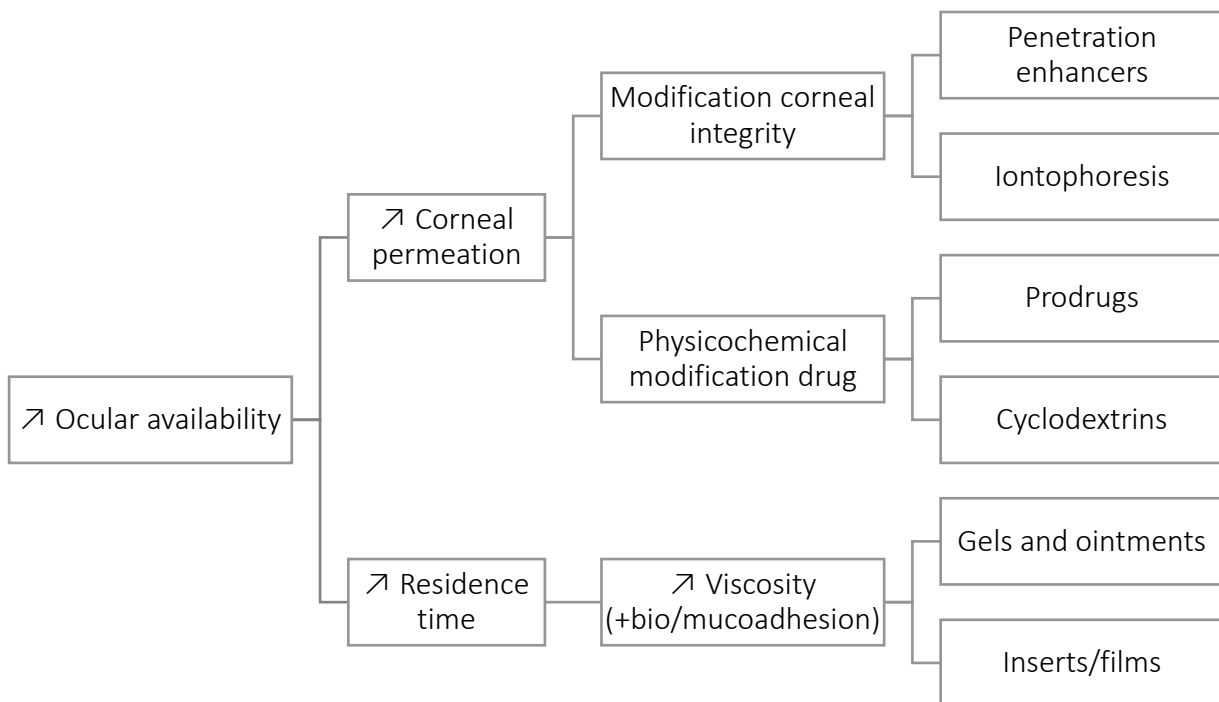 Penetration
enhancers
Modification corneal
integrity
Iontophoresis
↗ Corneal
permeation
Prodrugs
Physicochemical
modification drug
↗ Ocular availability
Cyclodextrins
Gels and ointments
↗ Residence
time
↗ Viscosity
(+bio/mucoadhesion)
Inserts/films